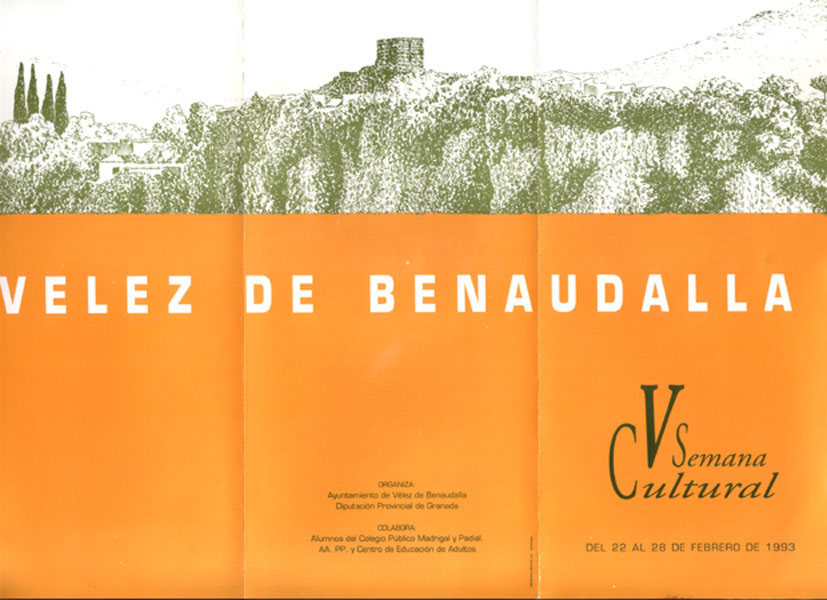 VELEZ DE BENAUDALLA
V Semana
Cultural
ORGANIZA:
Ayuntamiento de Vélez de Benaudalla
Diputación Provincial de Granada
COLABORA:
Alumnos del Colegio Público Madrigal y Padial.
AA. PP. y Centro de Educación de Adultos
DEL 22 AL 28 DE FEBRERO DE 1993